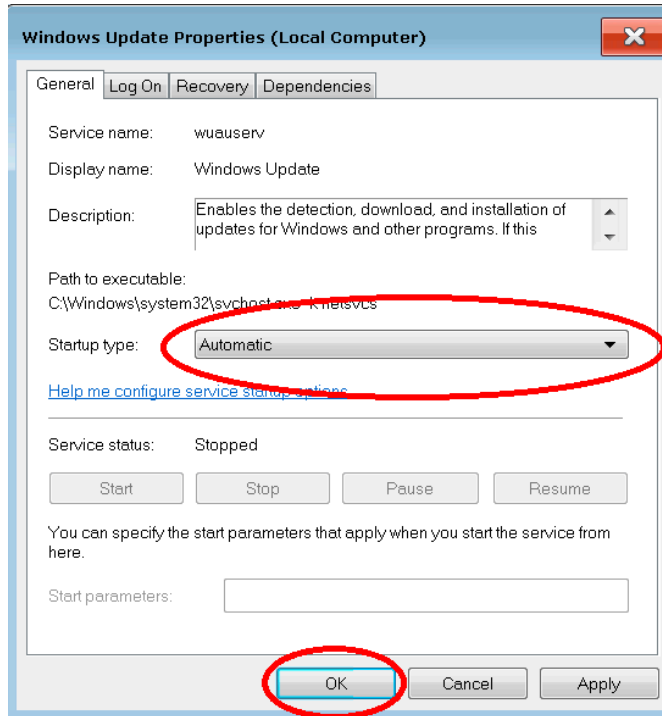 Windows Update Properties (Local Computer)
General Log On Recovery Dependencies
Service name: wuauserv
Display name: Windows Update
Description: Enables the detection, download, and installation of
updates for Windows and other programs. If this
Path to executable:
C:\Windows\system32\svchost.exe -k netsvcs
Startup type: Automatic
Help me configure service startup options.
Service status: Stopped
Start Stop Pause Resume
You can specify the start parameters that apply when you start the service from
here.
Start parameters:
OK Cancel Apply